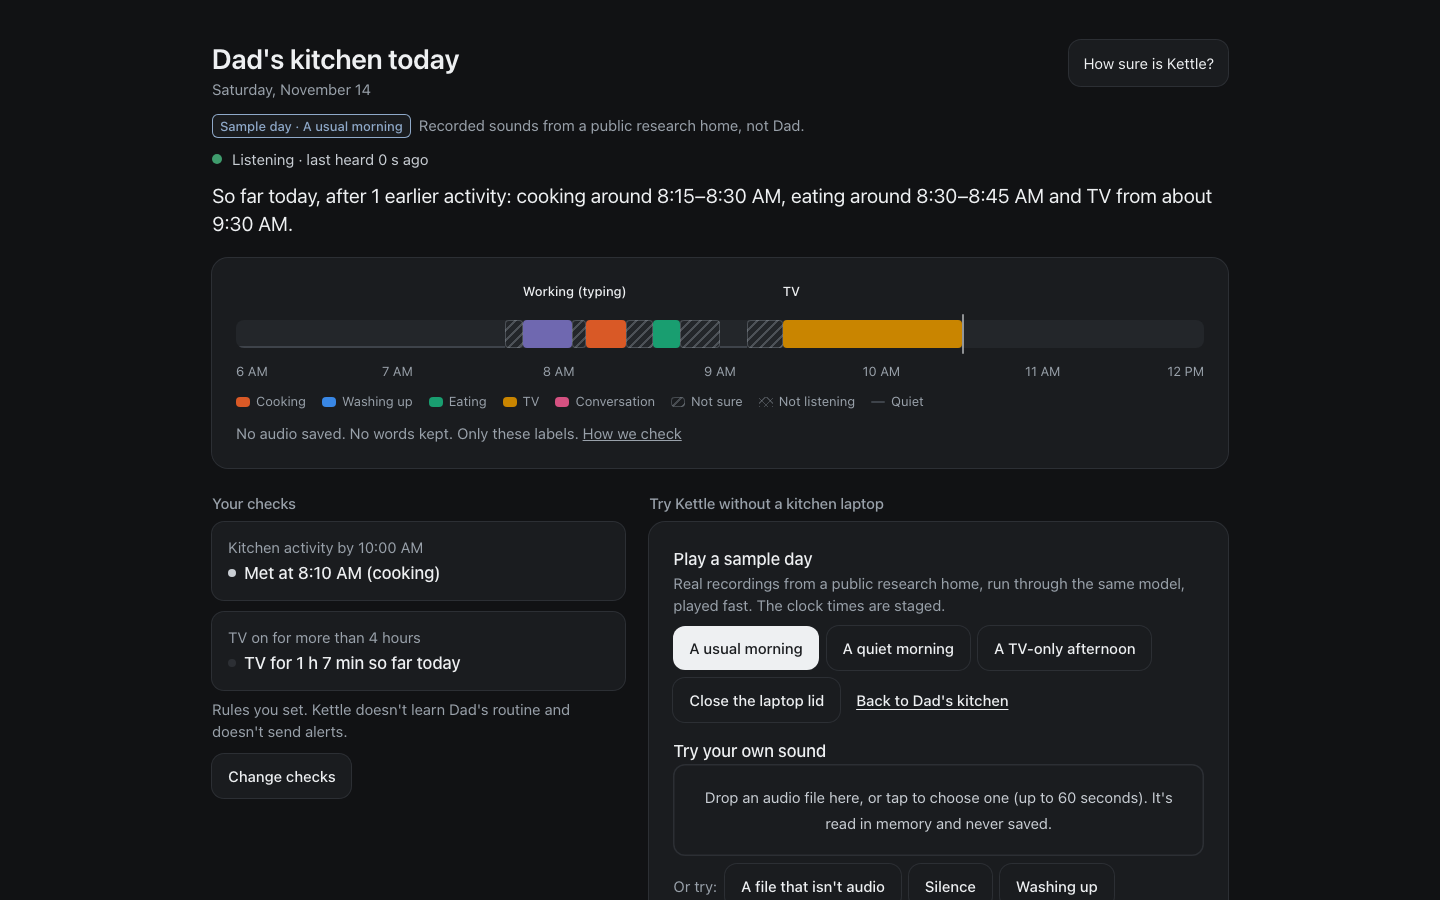 Dad's kitchen today
How sure is Kettle?
Saturday, November 14
Sample day · A usual morning Recorded sounds from a public research home, not Dad.
Listening · last heard 0 s ago
So far today, after 1 earlier activity: cooking around 8:15–8:30 AM, eating around 8:30–8:45 AM and TV from about
9:30 AM.
Working (typing) TV
6 AM 7 AM 8 AM 9 AM 10 AM 11 AM 12 PM
Cooking Washing up Eating TV Conversation Not sure Not listening Quiet
No audio saved. No words kept. Only these labels. How we check
Your checks
Kitchen activity by 10:00 AM
Met at 8:10 AM (cooking)
TV on for more than 4 hours
TV for 1 h 7 min so far today
Rules you set. Kettle doesn't learn Dad's routine and
doesn't send alerts.
Change checks
Try Kettle without a kitchen laptop
Play a sample day
Real recordings from a public research home, run through the same model,
played fast. The clock times are staged.
A usual morning A quiet morning A TV-only afternoon
Close the laptop lid Back to Dad's kitchen
Try your own sound
Drop an audio file here, or tap to choose one (up to 60 seconds). It's
read in memory and never saved.
Or try: A file that isn't audio Silence Washing up